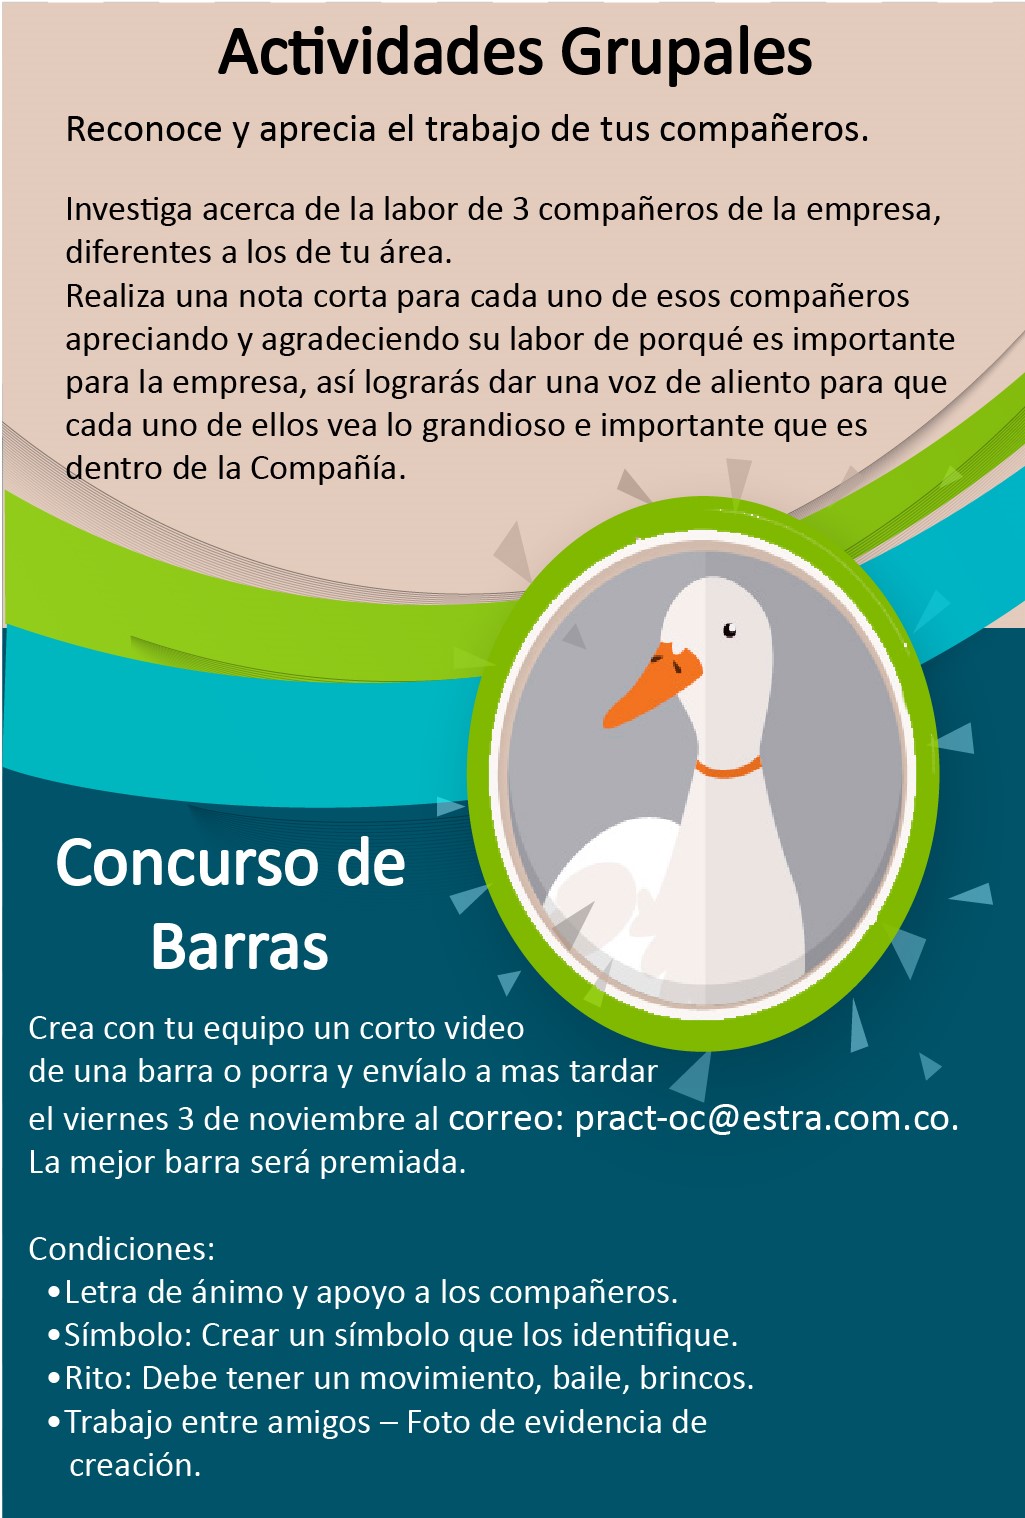 Actividades Grupales
Reconoce y aprecia el trabajo de tus compañeros.
Investiga acerca de la labor de 3 compañeros de la empresa,
diferentes a los de tu área.
Realiza una nota corta para cada uno de esos compañeros
apreciando y agradeciendo su labor de porqué es importante
para la empresa, así lograrás dar una voz de aliento para que
cada uno de ellos vea lo grandioso e importante que es
dentro de la Compañía.
Concurso de
Barras
Crea con tu equipo un corto video
de una barra o porra y envíalo a mas tardar
el viernes 3 de noviembre al correo: pract-oc@estra.com.co.
La mejor barra será premiada.
Condiciones:
•Letra de ánimo y apoyo a los compañeros.
•Símbolo: Crear un símbolo que los identifique.
•Rito: Debe tener un movimiento, baile, brincos.
•Trabajo entre amigos – Foto de evidencia de
creación.